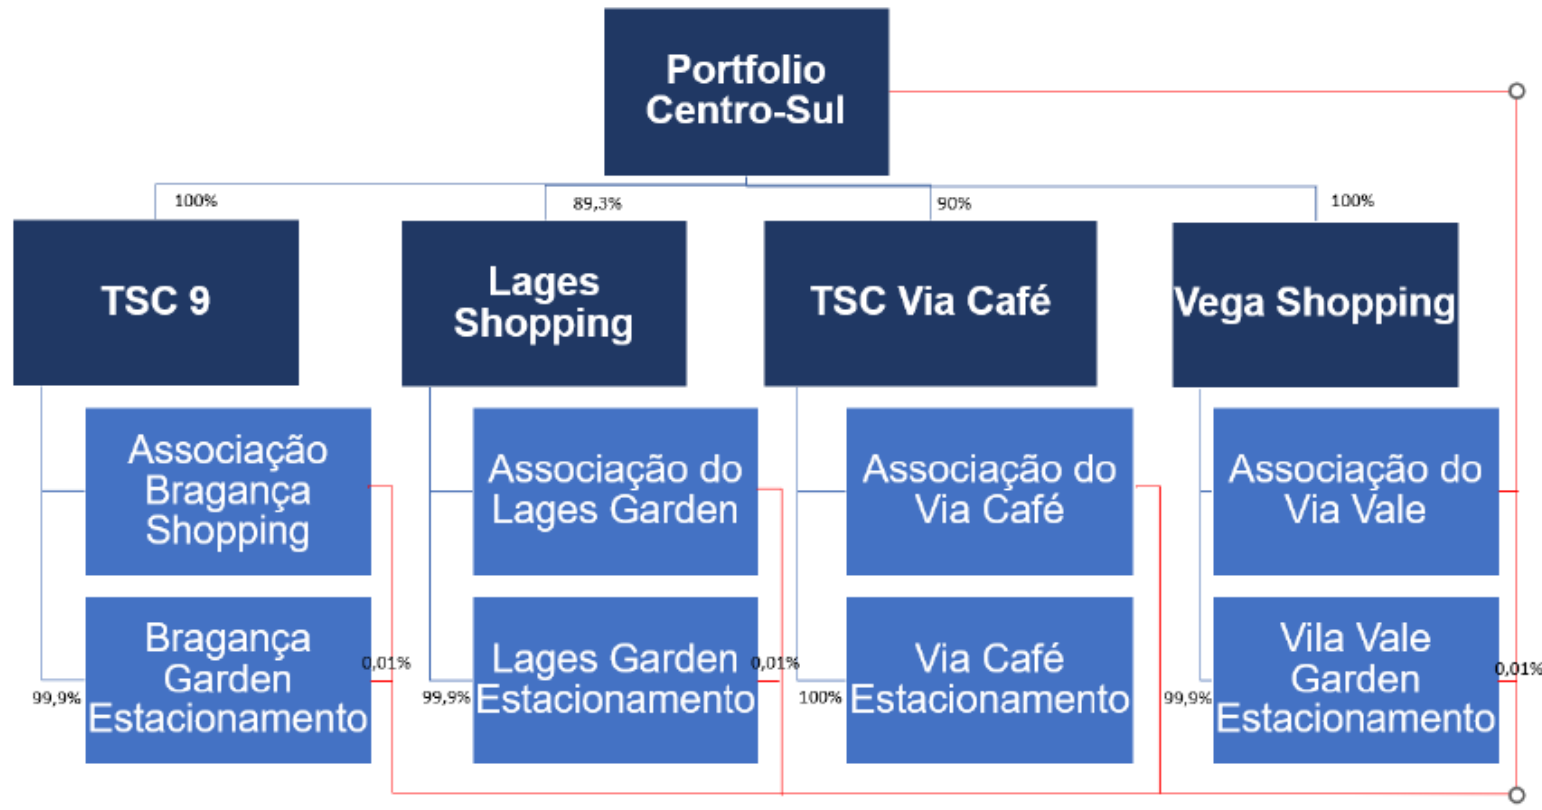 Portfolio
Centro-Sul
100%
89,3%
90%
100%
TSC 9
Lages
Shopping
TSC Via Café
Vega Shopping
Associação
Bragança
Shopping
Associação do
Lages Garden
Associação do
Via Café
Associação do
Via Vale
Bragança
Garden
Estacionamento
99,9%
0,01%
Lages Garden
Estacionamento
99,9%
0,01%
Via Café
Estacionamento
100%
Vila Vale
Garden
Estacionamento
99,9%
0,01%